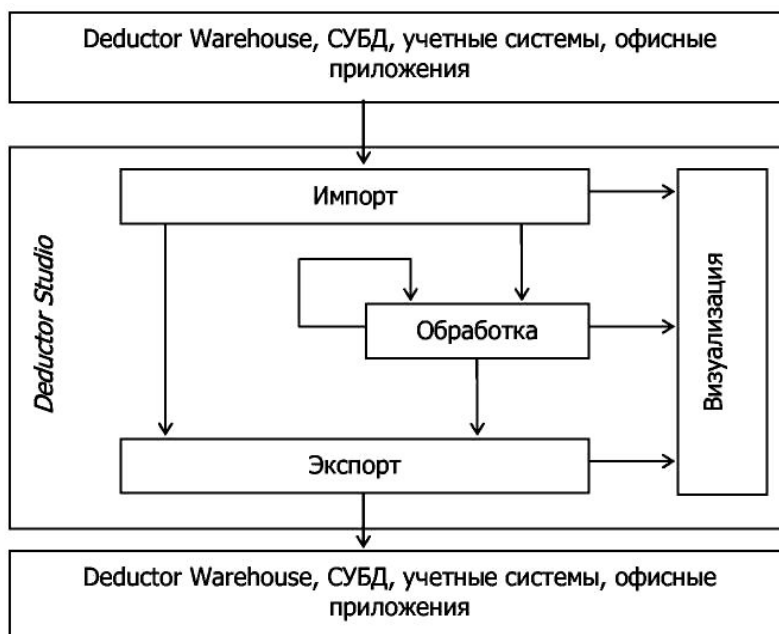 Deductor Warehouse, СУБД, учетные системы, офисные
приложения
Deductor Studio
Импорт
Обработка
Экспорт
Визуализация
Deductor Warehouse, СУБД, учетные системы, офисные
приложения